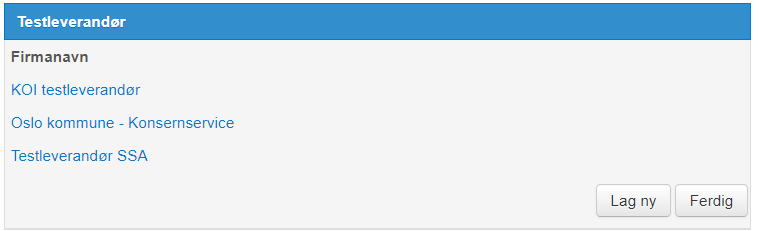 Testleverandør
Firmanavn
KOI testleverandør
Oslo kommune - Konsernservice
Testleverandør SSA
Lag ny Ferdig